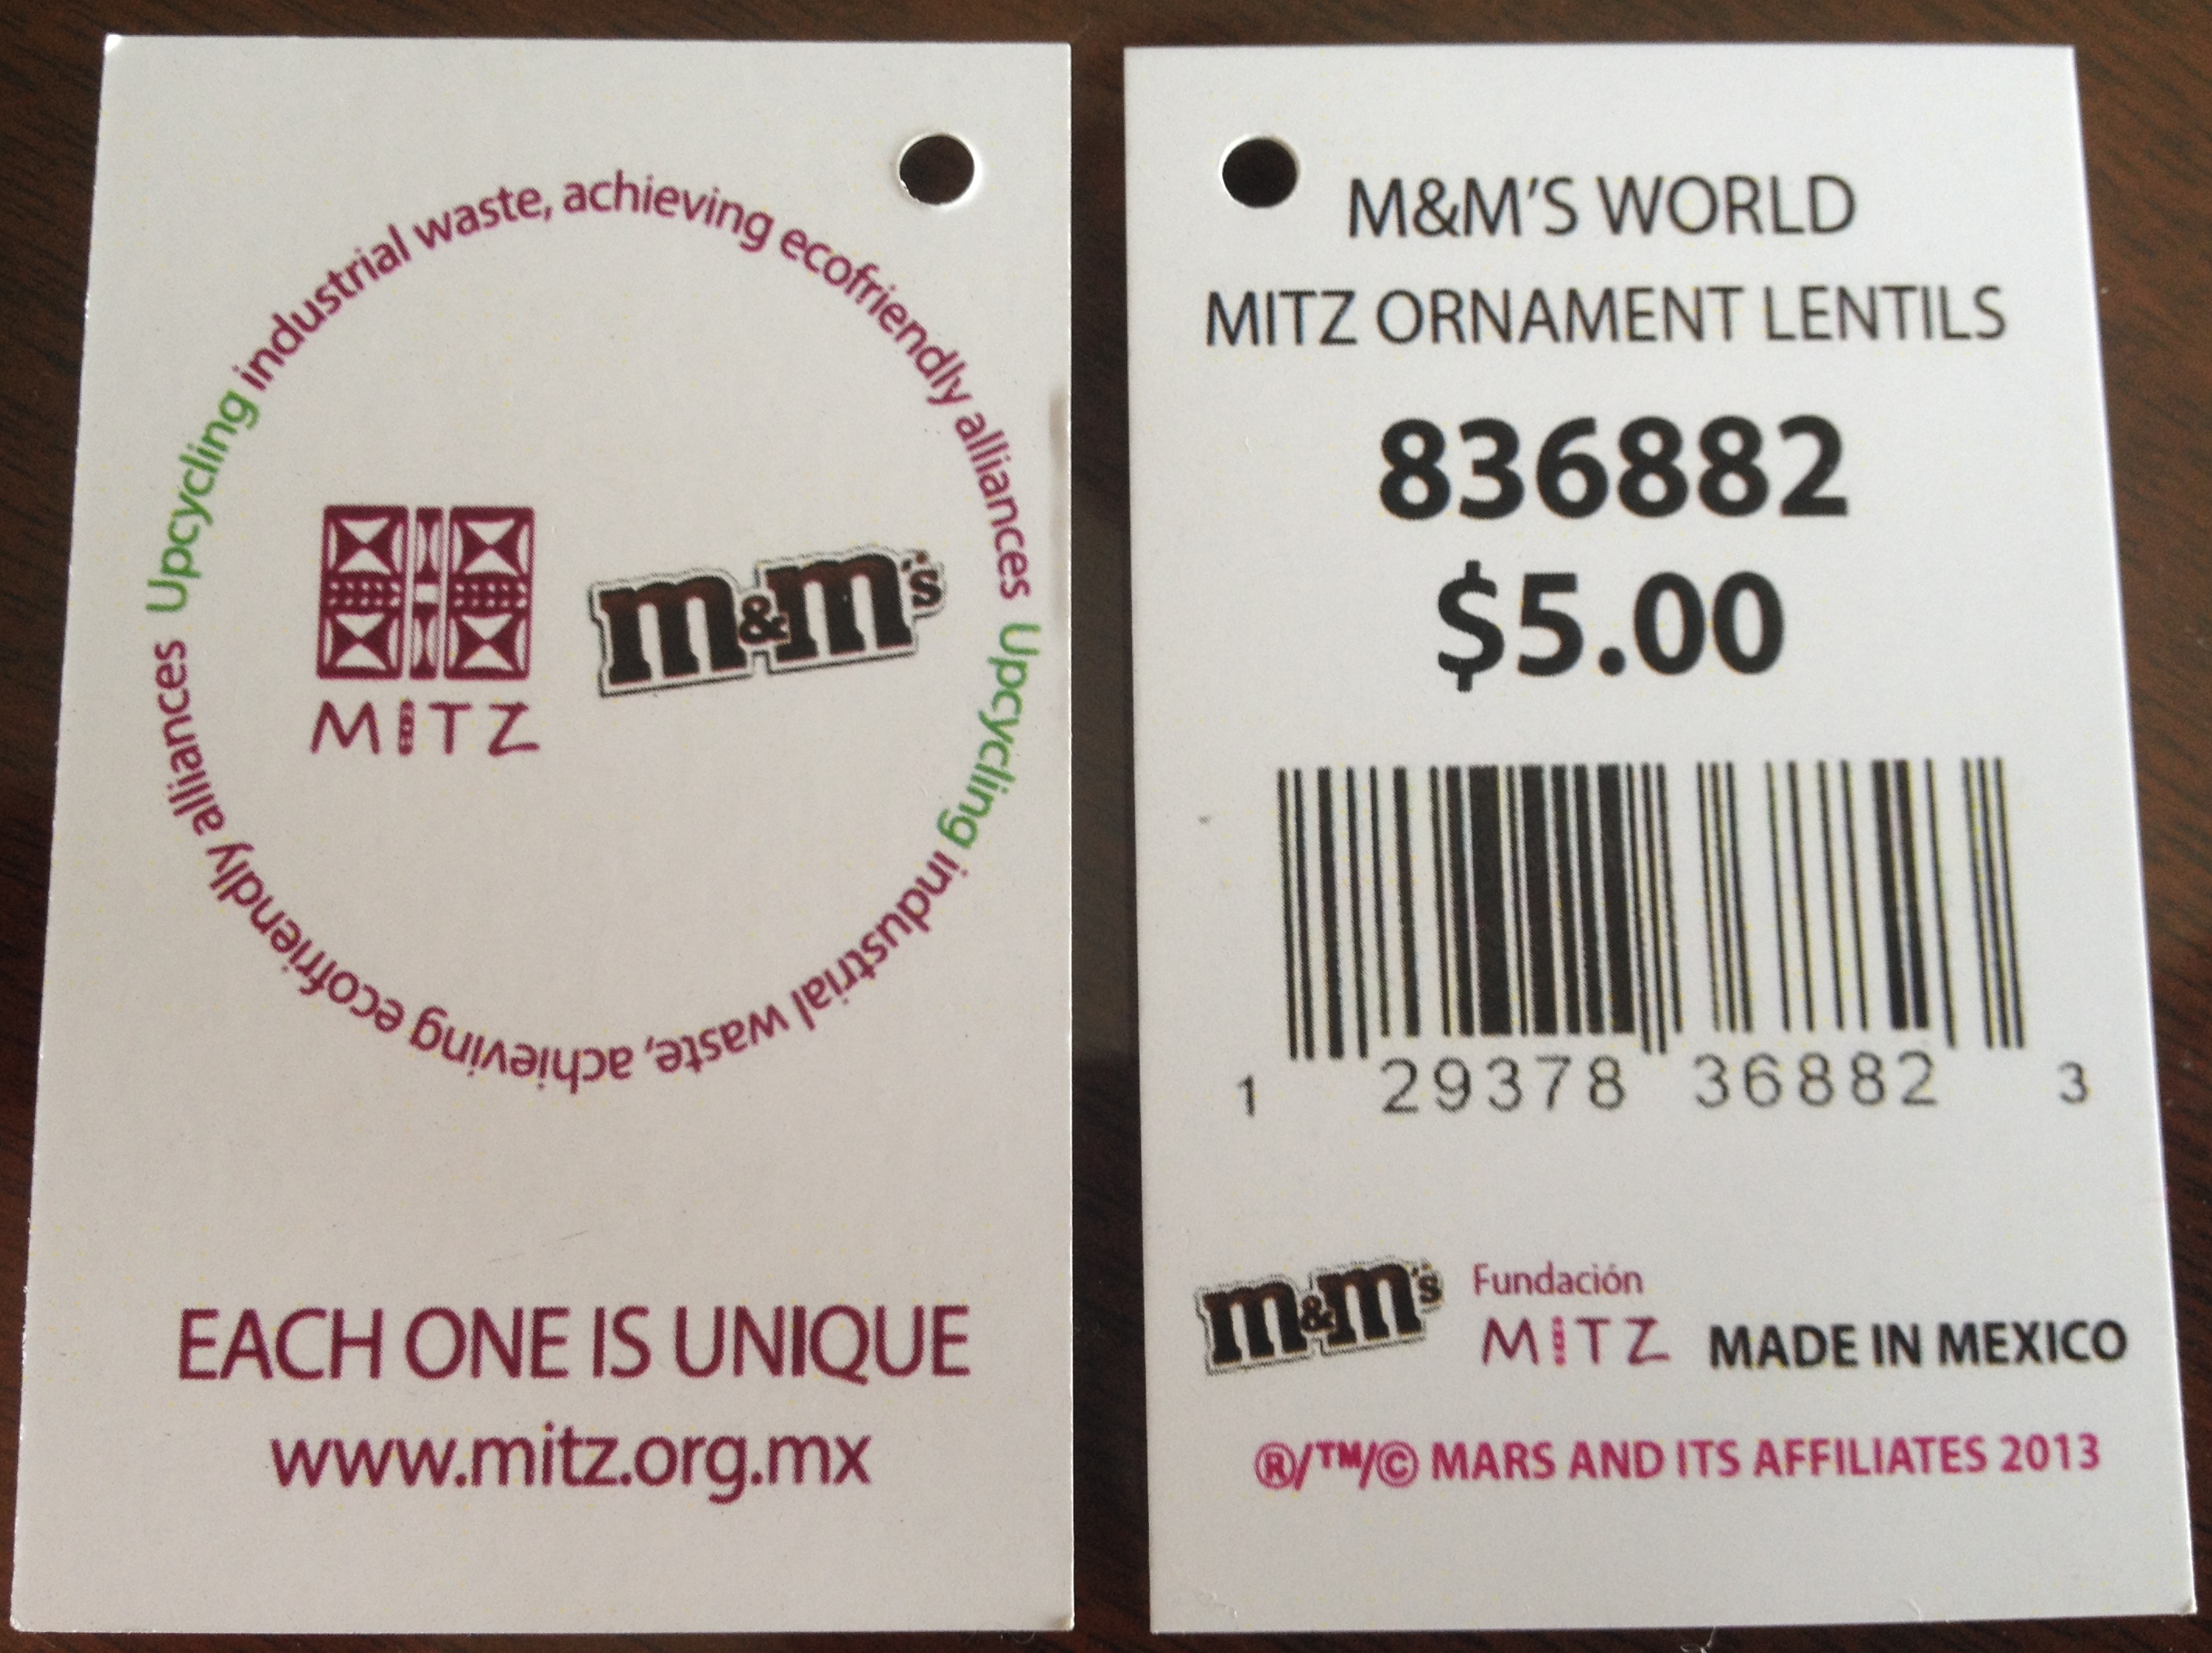 Upcycling industrial waste, achieving ecofriendly alliances
Upcycling industrial waste, achieving ecofriendly alliances
MITZ
m&m's
EACH ONE IS UNIQUE
www.mitz.org.mx
M&M'S WORLD
MITZ ORNAMENT LENTILS
836882
$5.00
1 29378 36882 3
m&m's Fundación
MITZ MADE IN MEXICO
®/™/© MARS AND ITS AFFILIATES 2013